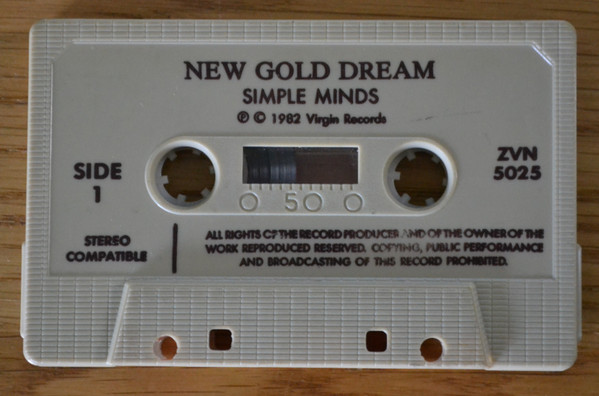 NEW GOLD DREAM
SIMPLE MINDS
℗ © 1982 Virgin Records
SIDE
1
ZVN
5025
0 50 0
STEREO
COMPATIBLE
ALL RIGHTS OF THE RECORD PRODUCER AND OF THE OWNER OF THE
WORK REPRODUCED RESERVED. COPYING, PUBLIC PERFORMANCE
AND BROADCASTING OF THIS RECORD PROHIBITED.